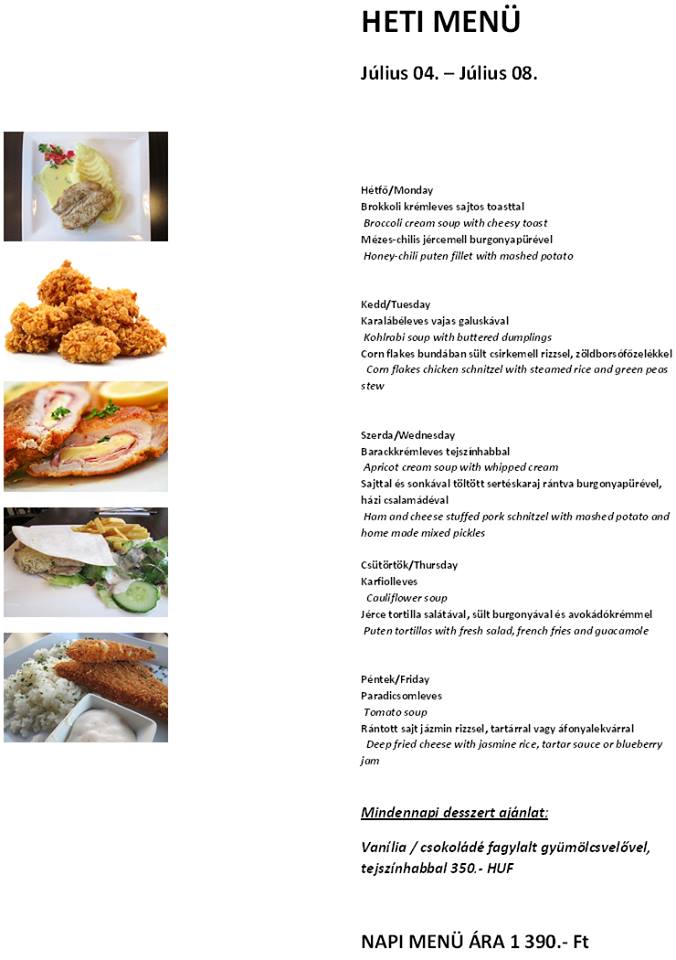 HETI MENÜ
Július 04. – Július 08.
Hétfő/Monday
Brokkoli krémleves sajtos toasttal
Broccoli cream soup with cheesy toast
Mézes-chilis jércemell burgonyapürével
Honey-chili puten fillet with mashed potato
Kedd/Tuesday
Karalábéleves vajas galuskával
Kohlrabi soup with buttered dumplings
Corn flakes bundában sült csirkemell rizzsel, zöldborsófőzelékkel
Corn flakes chicken schnitzel with steamed rice and green peas
stew
Szerda/Wednesday
Barackkrémleves tejszínhabbal
Apricot cream soup with whipped cream
Sajttal és sonkával töltött sertéskaraj rántva burgonyapürével,
házi csalamádéval
Ham and cheese stuffed pork schnitzel with mashed potato and
home made mixed pickles
Csütörtök/Thursday
Karfiolleves
Cauliflower soup
Jérce tortilla salátával, sült burgonyával és avokádókrémmel
Puten tortillas with fresh salad, french fries and guacamole
Péntek/Friday
Paradicsomleves
Tomato soup
Rántott sajt jázmin rizzsel, tartárral vagy áfonyalekvárral
Deep fried cheese with jasmine rice, tartar sauce or blueberry
jam
Mindennapi desszert ajánlat:
Vanília / csokoládé fagylalt gyümölcsvelővel,
tejszínhabbal 350.- HUF
NAPI MENÜ ÁRA 1 390.- Ft